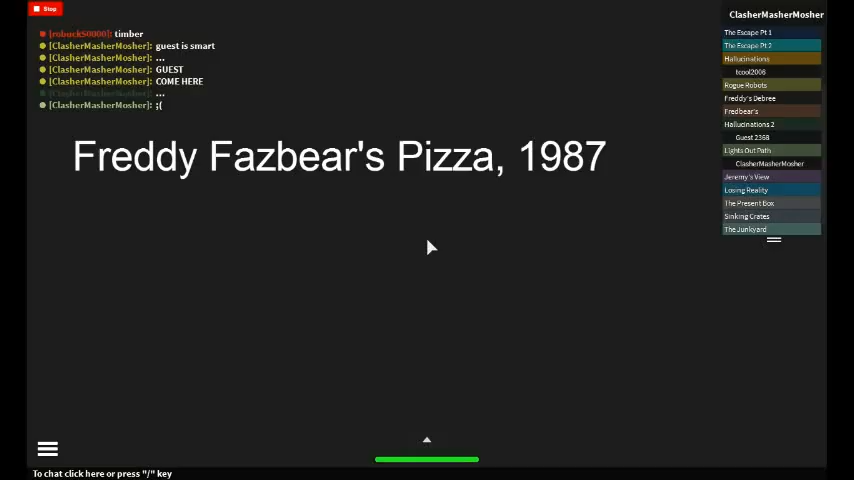 Stop
ClasherMasherMosher
[robuck50800]: timber
[ClasherMasherMosher]: guest is smart
[ClasherMasherMosher]: ...
[ClasherMasherMosher]: GUEST
[ClasherMasherMosher]: COME HERE
[ClasherMasherMosher]: ...
[ClasherMasherMosher]: ;(
Freddy Fazbear's Pizza, 1987
The Escape Pt 1
The Escape Pt 2
Hallucinations
tcool2006
Rogue Robots
Freddy's Debree
Fredbear's
Hallucinations 2
Guest 2368
Lights Out Path
ClasherMasherMosher
Jeremy's View
Losing Reality
The Present Box
Sinking Crates
The Junkyard
To chat click here or press "/" key